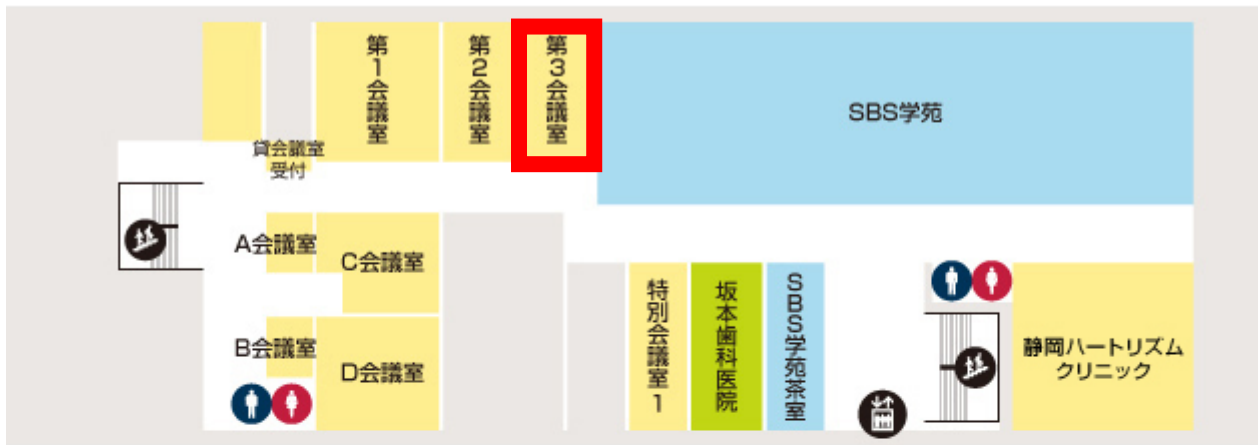 第1会議室
第2会議室
第3会議室
SBS学苑
貸会議室
受付
A会議室
C会議室
B会議室
D会議室
特別会議室1
坂本歯科医院
SBS学苑茶室
静岡ハートリズム
クリニック